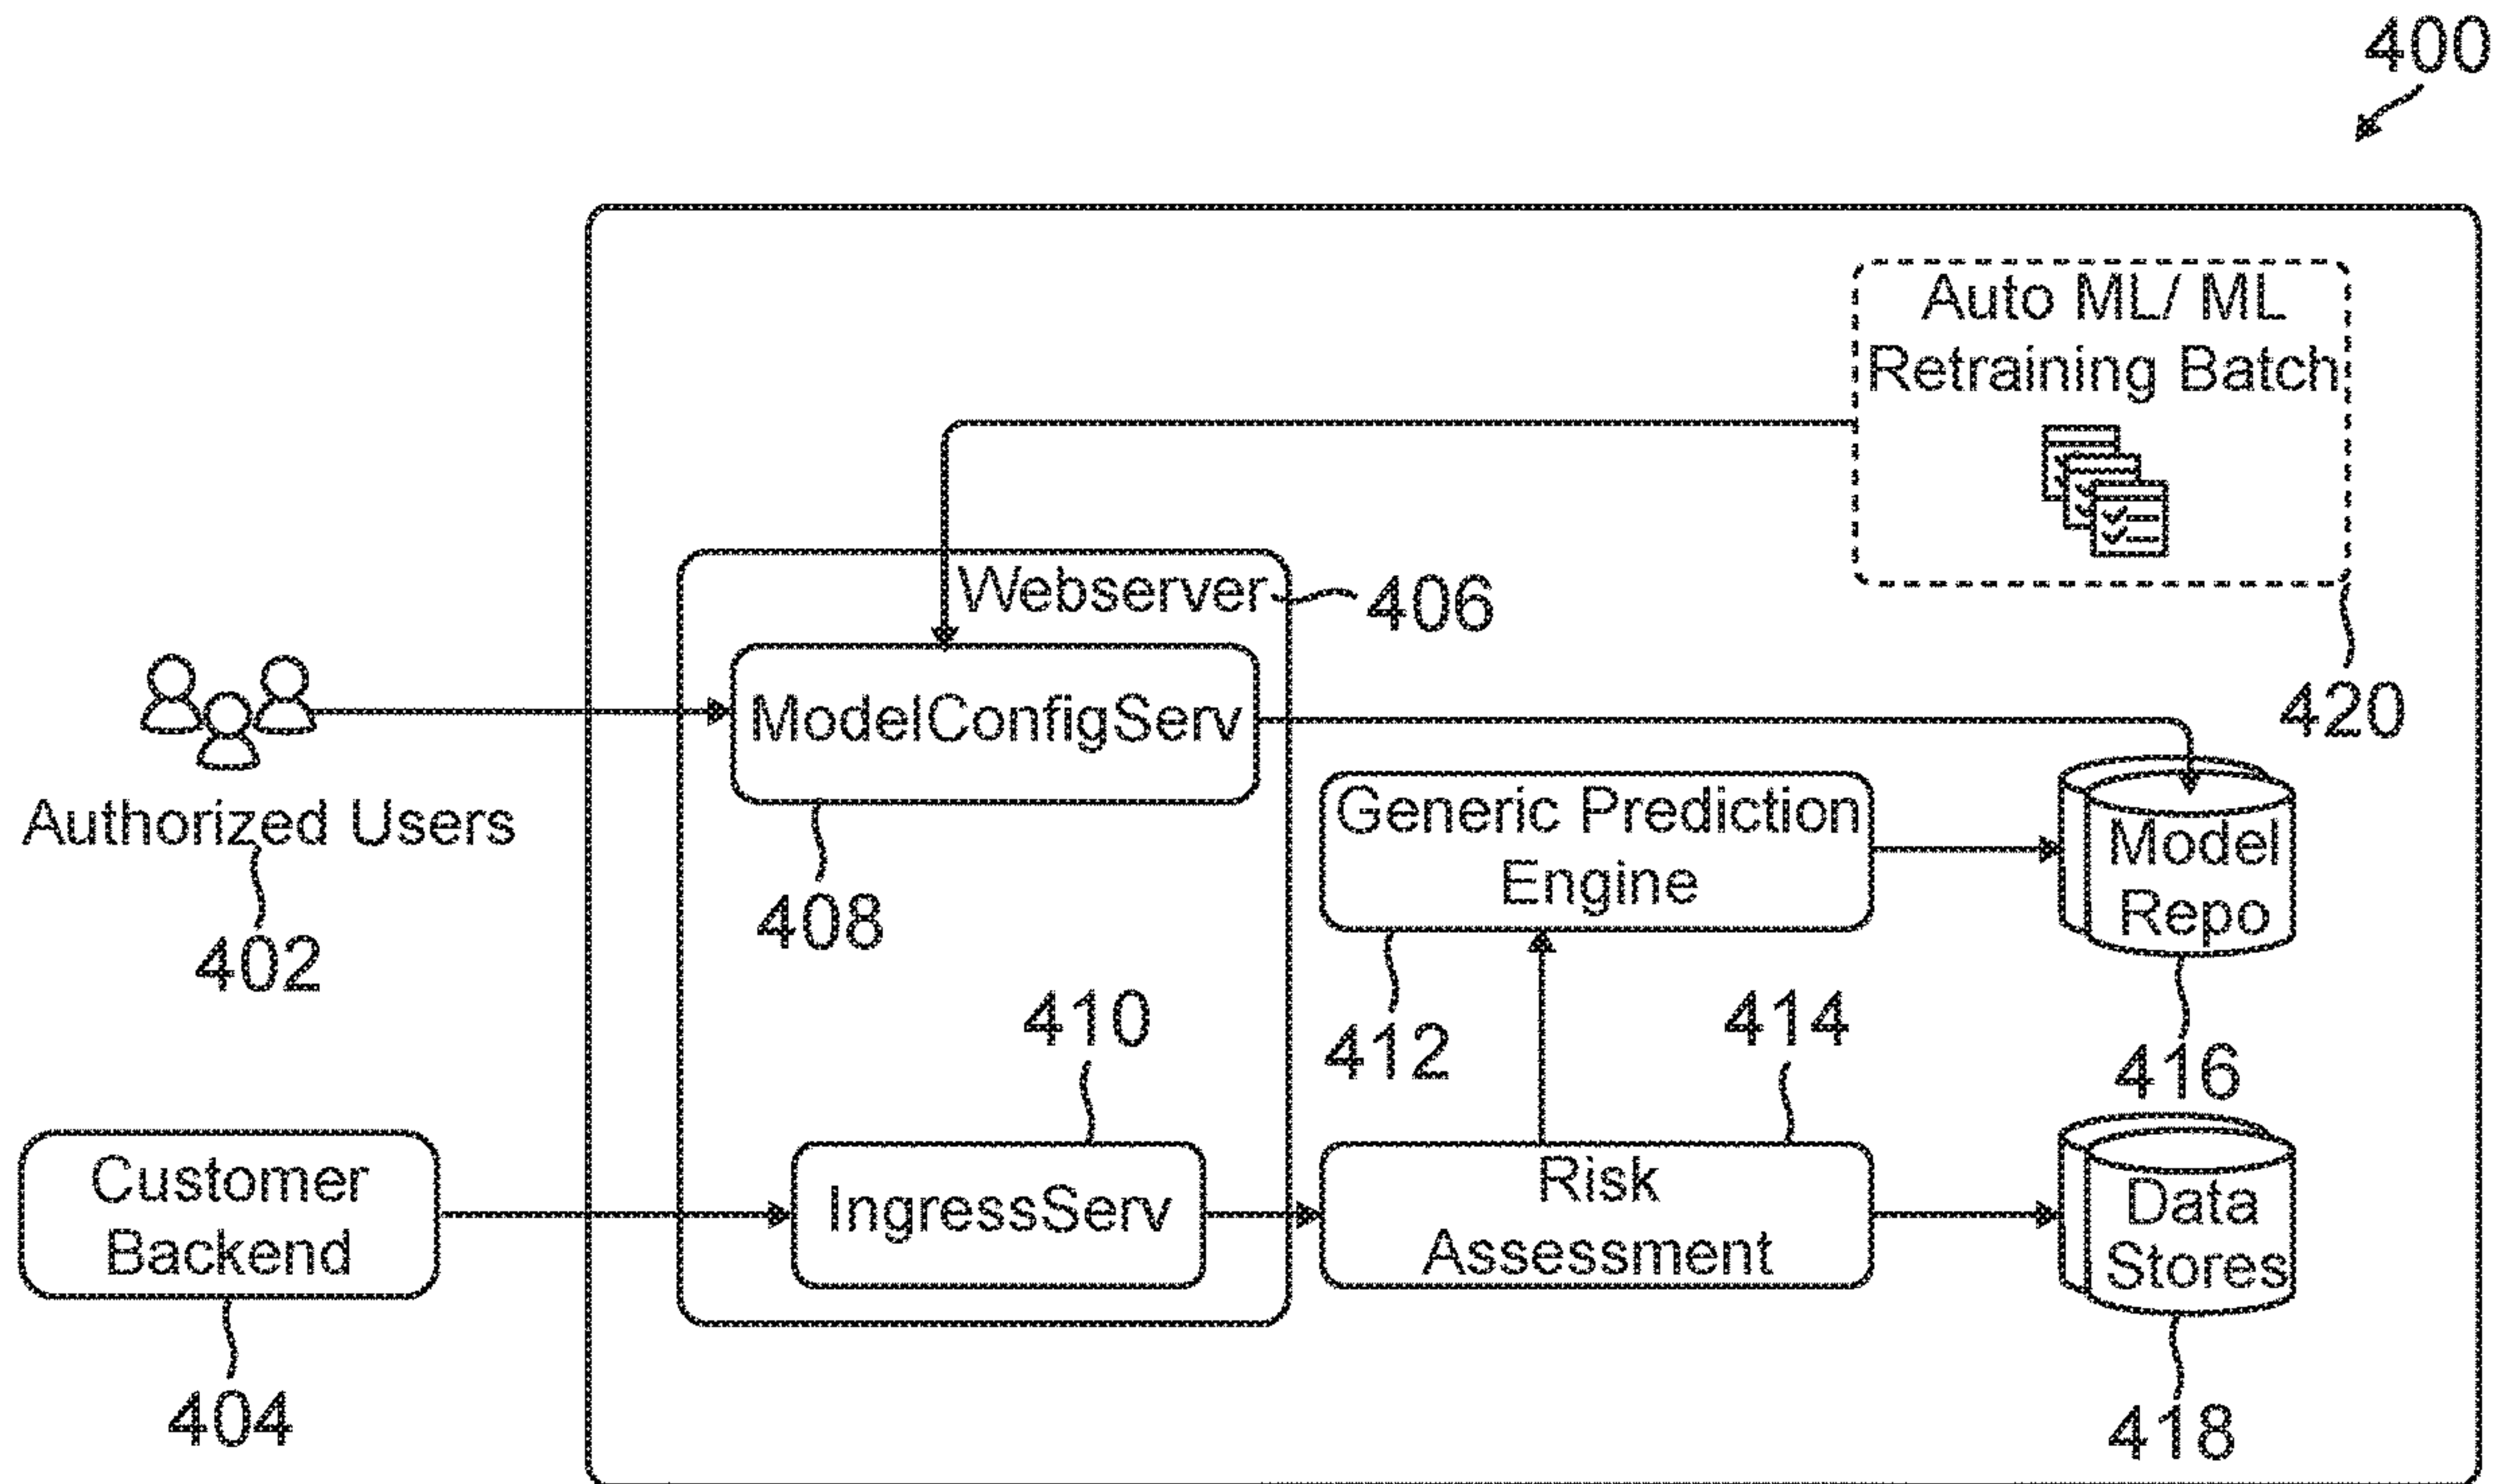 400
Auto ML/ ML
Retraining Batch
Webserver
406
ModelConfigServ
420
Authorized Users
Generic Prediction
Engine
Model
Repo
408
402
410
412
414
416
Customer
Backend
IngressServ
Risk
Assessment
Data
Stores
404
418